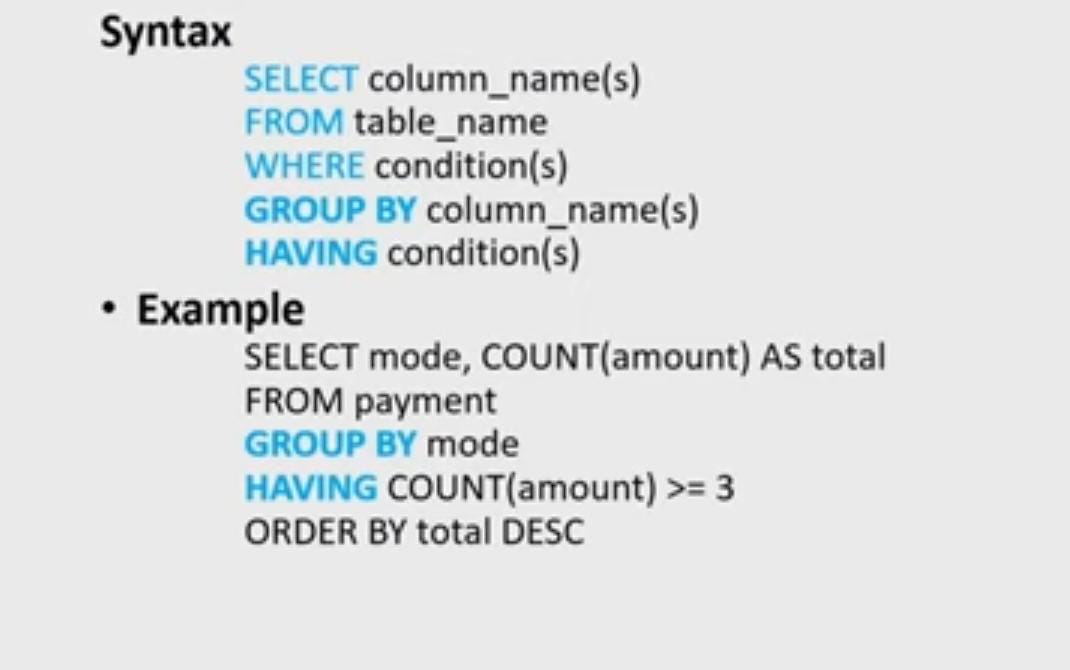 Syntax
SELECT column_name(s)
FROM table_name
WHERE condition(s)
GROUP BY column_name(s)
HAVING condition(s)
• Example
SELECT mode, COUNT(amount) AS total
FROM payment
GROUP BY mode
HAVING COUNT(amount) >= 3
ORDER BY total DESC